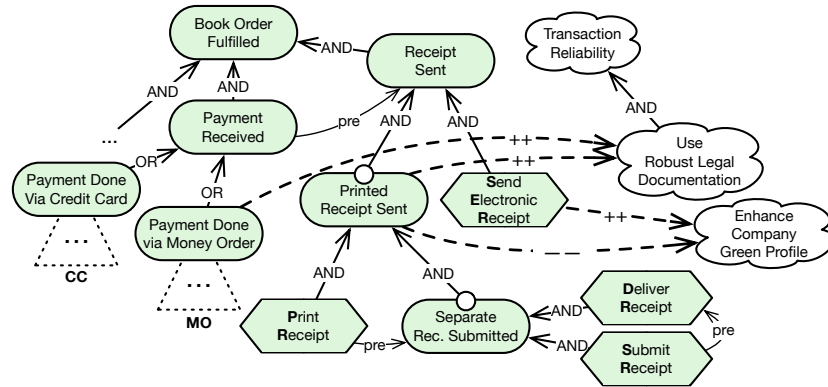 Book Order
Fulfilled
AND
Receipt
Sent
Transaction
Reliability
AND
AND
...
Payment
Received
pre
AND
AND
AND
OR
++
++
Use
Robust Legal
Documentation
Payment Done
Via Credit Card
OR
Printed
Receipt Sent
Send
Electronic
Receipt
++
Enhance
Company
Green Profile
Payment Done
via Money Order
...
CC
...
MO
— —
AND
AND
Print
Receipt
pre
Separate
Rec. Submitted
AND
AND
Deliver
Receipt
pre
Submit
Receipt